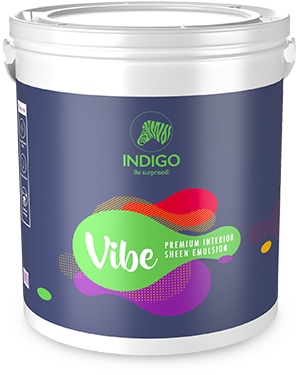 INDIGO
Be surprised!
Vibe
PREMIUM INTERIOR
SHEEN EMULSION